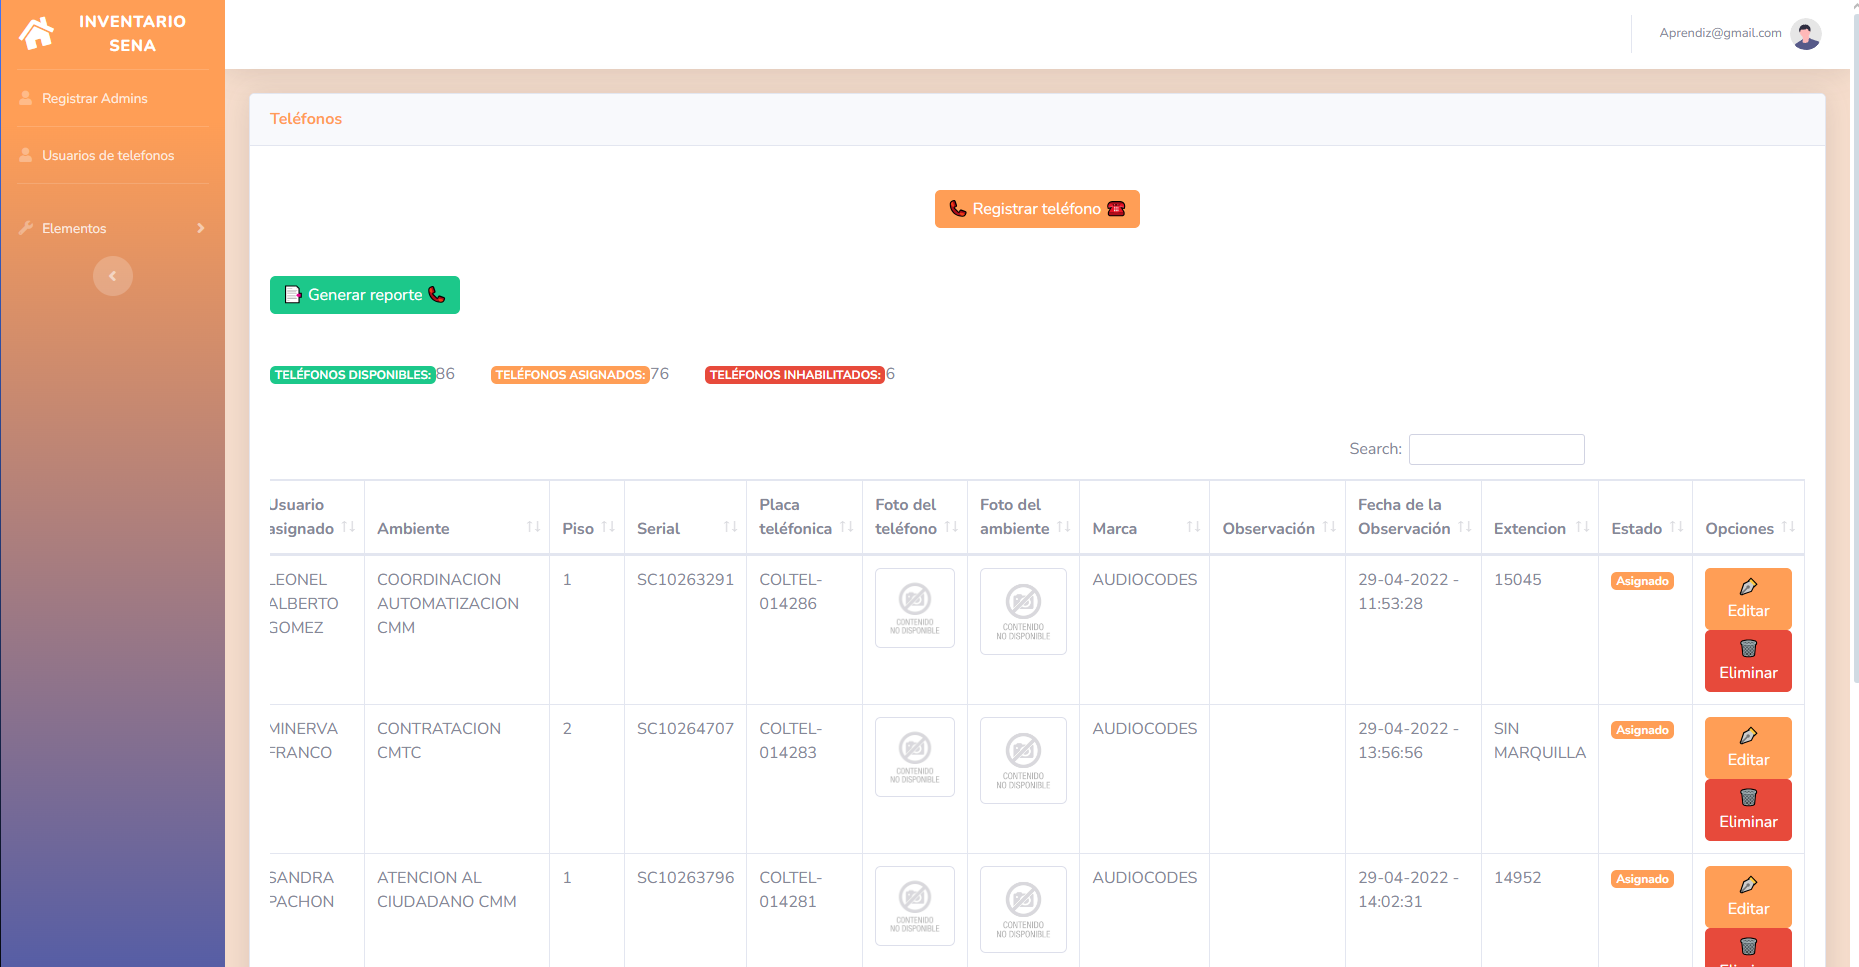 INVENTARIO
SENA
Aprendiz@gmail.com
Registrar Admins
Usuarios de telefonos
Elementos
Teléfonos
Registrar teléfono
Generar reporte
TELÉFONOS DISPONIBLES: 86 TELÉFONOS ASIGNADOS: 76 TELÉFONOS INHABILITADOS: 6
Search:
Usuario asignado
Ambiente
Piso
Serial
Placa teléfonica
Foto del teléfono
Foto del ambiente
Marca
Observación
Fecha de la Observación
Extencion
Estado
Opciones
LEONEL
ALBERTO
GOMEZ
COORDINACION
AUTOMATIZACION
CMM
1
SC10263291
COLTEL-
014286
CONTENIDO
NO DISPONIBLE
CONTENIDO
NO DISPONIBLE
AUDIOCODES
29-04-2022 -
11:53:28
15045
Asignado
Editar
Eliminar
MINERVA
FRANCO
CONTRATACION
CMTC
2
SC10264707
COLTEL-
014283
CONTENIDO
NO DISPONIBLE
CONTENIDO
NO DISPONIBLE
AUDIOCODES
29-04-2022 -
13:56:56
SIN
MARQUILLA
Asignado
Editar
Eliminar
SANDRA
PACHON
ATENCION AL
CIUDADANO CMM
1
SC10263796
COLTEL-
014281
CONTENIDO
NO DISPONIBLE
CONTENIDO
NO DISPONIBLE
AUDIOCODES
29-04-2022 -
14:02:31
14952
Asignado
Editar
Eliminar